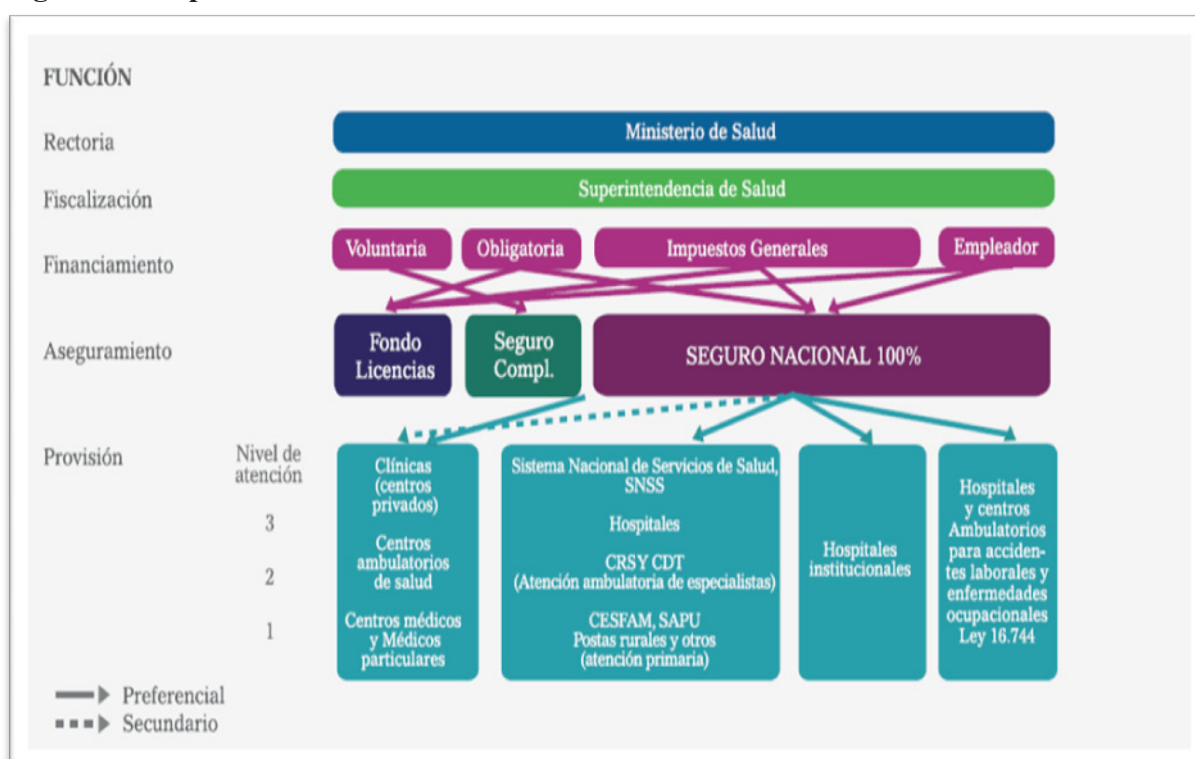 FUNCIÓN
Rectoria
Ministerio de Salud
Fiscalización
Superintendencia de Salud
Financiamiento
Voluntaria
Obligatoria
Impuestos Generales
Empleador
Aseguramiento
Fondo
Licencias
Seguro
Compl.
SEGURO NACIONAL 100%
Provisión
Nivel de
atención
3
2
1
Clínicas
(centros
privados)
Centros
ambulatorios
de salud
Centros médicos
y Médicos
particulares
Sistema Nacional de Servicios de Salud,
SNSS
Hospitales
CRSY CDT
(Atención ambulatoria de especialistas)
CESFAM, SAPU
Postas rurales y otros
(atención primaria)
Hospitales
institucionales
Hospitales
y centros
Ambulatorios
para acciden-
tes laborales y
enfermedades
ocupacionales
Ley 16.744
Preferencial
Secundario